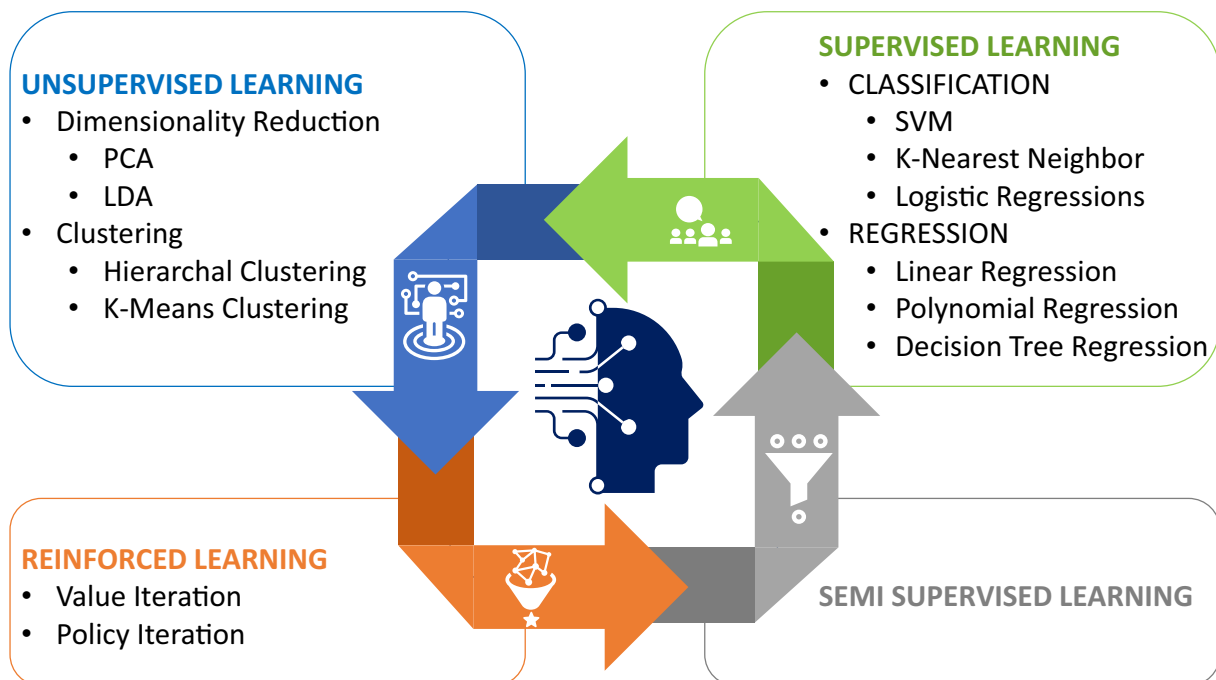 UNSUPERVISED LEARNING
• Dimensionality Reduction
• PCA
• LDA
• Clustering
• Hierarchal Clustering
• K-Means Clustering
SUPERVISED LEARNING
• CLASSIFICATION
• SVM
• K-Nearest Neighbor
• Logistic Regressions
• REGRESSION
• Linear Regression
• Polynomial Regression
• Decision Tree Regression
REINFORCED LEARNING
• Value Iteration
• Policy Iteration
SEMI SUPERVISED LEARNING